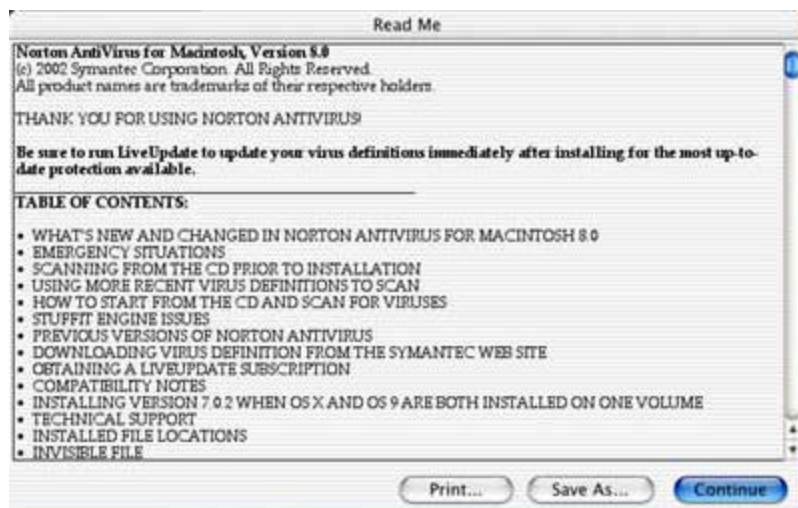 Read Me
Norton AntiVirus for Macintosh, Version 8.0
(c) 2002 Symantec Corporation. All Rights Reserved.
All product names are trademarks of their respective holders.
THANK YOU FOR USING NORTON ANTIVIRUS!
Be sure to run LiveUpdate to update your virus definitions immediately after installing for the most up-to-
date protection available.
TABLE OF CONTENTS:
• WHAT'S NEW AND CHANGED IN NORTON ANTIVIRUS FOR MACINTOSH 8.0
• EMERGENCY SITUATIONS
• SCANNING FROM THE CD PRIOR TO INSTALLATION
• USING MORE RECENT VIRUS DEFINITIONS TO SCAN
• HOW TO START FROM THE CD AND SCAN FOR VIRUSES
• STUFFIT ENGINE ISSUES
• PREVIOUS VERSIONS OF NORTON ANTIVIRUS
• DOWNLOADING VIRUS DEFINITION FROM THE SYMANTEC WEB SITE
• OBTAINING A LIVEUPDATE SUBSCRIPTION
• COMPATIBILITY NOTES
• INSTALLING VERSION 7.0.2 WHEN OS X AND OS 9 ARE BOTH INSTALLED ON ONE VOLUME
• TECHNICAL SUPPORT
• INSTALLED FILE LOCATIONS
• INVISIBLE FILE
Print... Save As... Continue